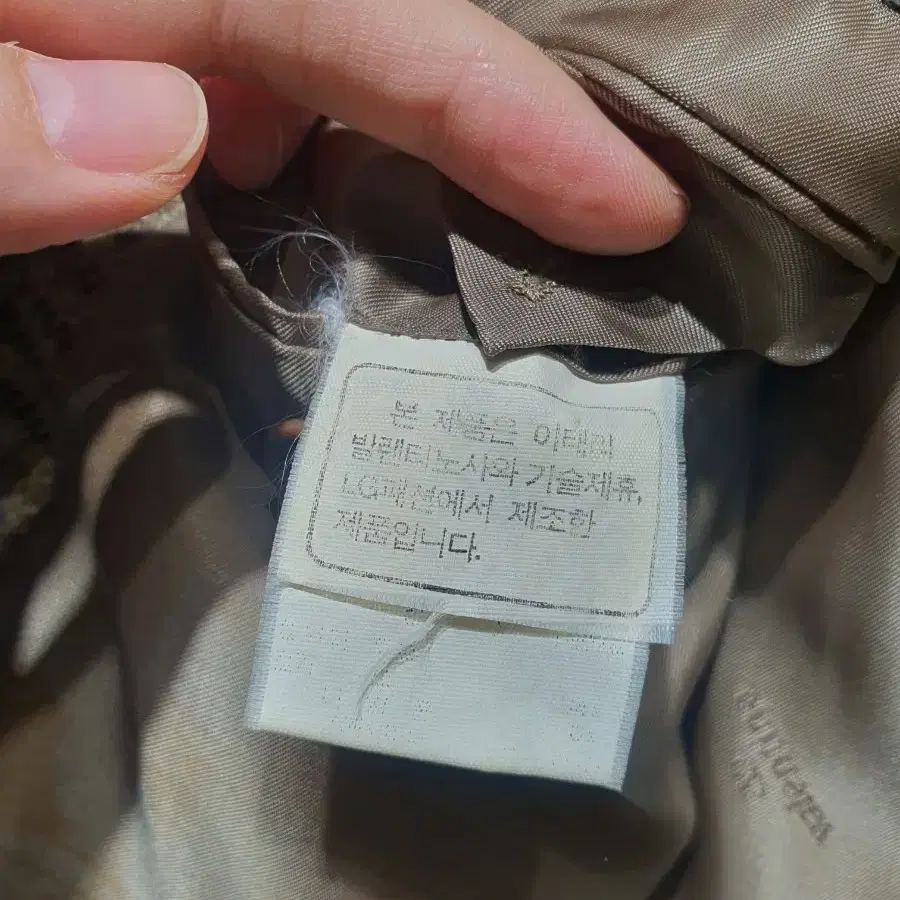 본 제품은 이태리
발렌티노사와 기술제휴,
LG패션에서 제조한
제품입니다.
valentino